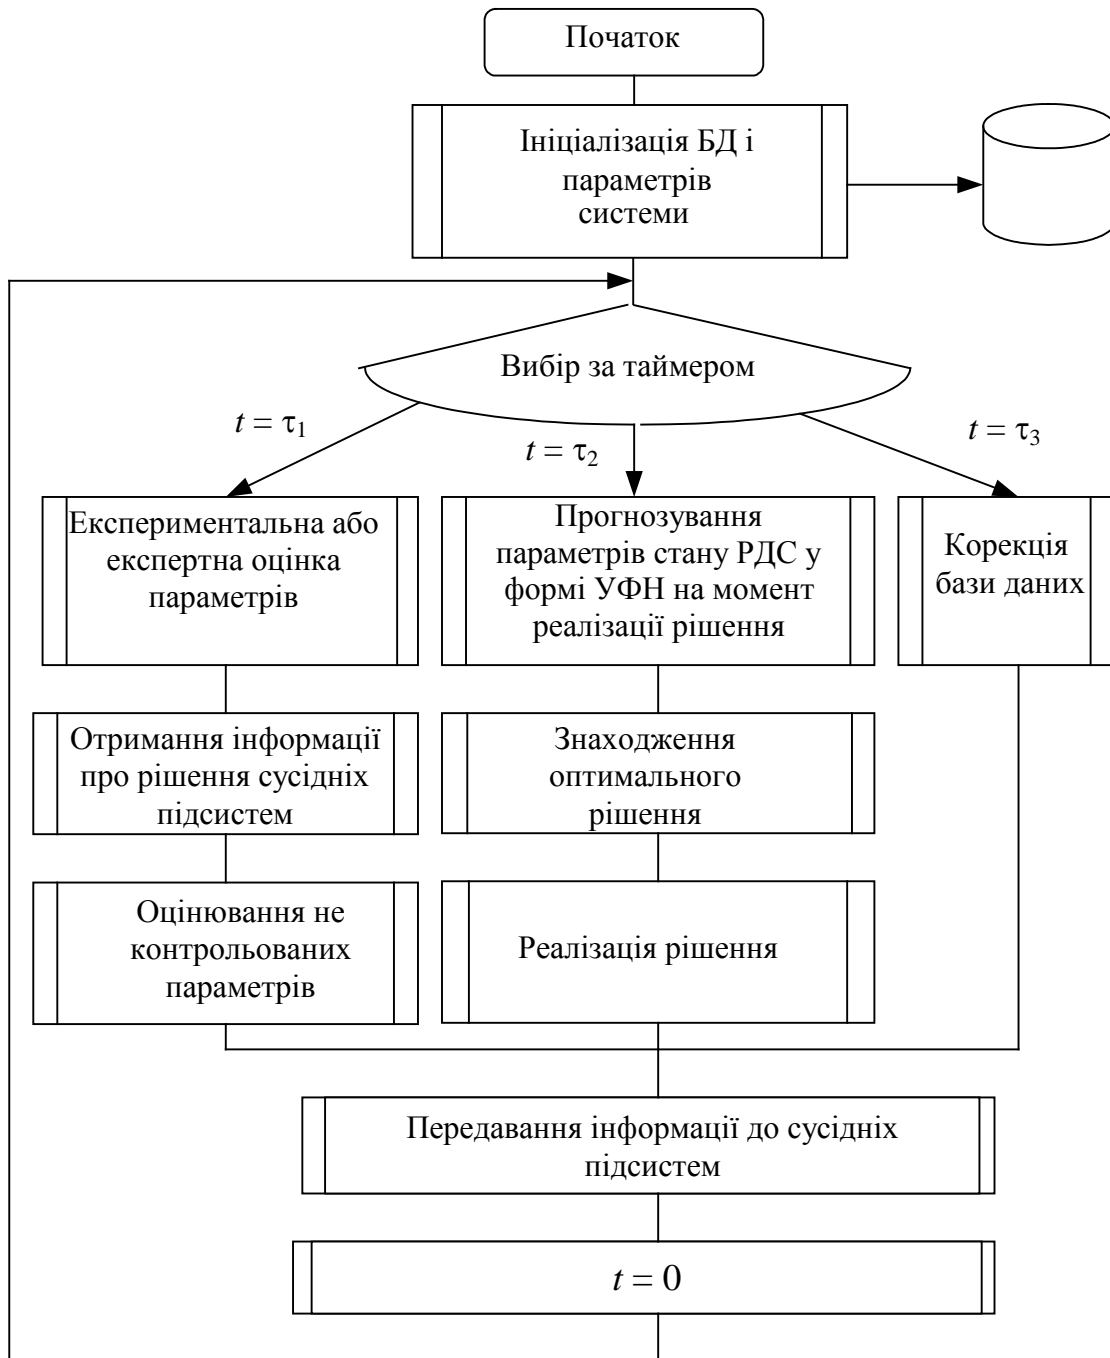 Початок
Ініціалізація БД і
параметрів
системи
Вибір за таймером
t = τ1
t = τ2
t = τ3
Експериментальна або
експертна оцінка
параметрів
Прогнозування
параметрів стану РДС у
формі УФН на момент
реалізації рішення
Корекція
бази даних
Отримання інформації
про рішення сусідніх
підсистем
Знаходження
оптимального
рішення
Оцінювання не
контрольованих
параметрів
Реалізація рішення
Передавання інформації до сусідніх
підсистем
t = 0